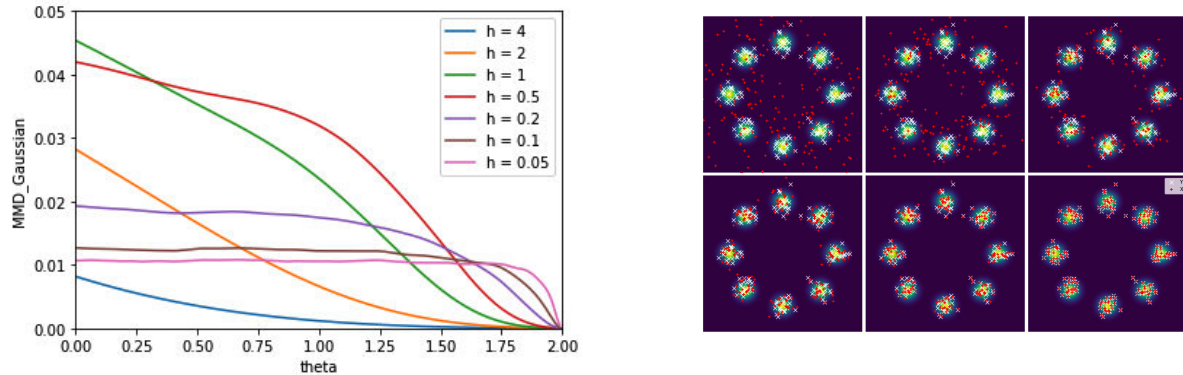 0.05
0.04
0.03
0.02
0.01
0.00
MMD_Gaussian
h = 4
h = 2
h = 1
h = 0.5
h = 0.2
h = 0.1
h = 0.05
0.00 0.25 0.50 0.75 1.00 1.25 1.50 1.75 2.00
theta